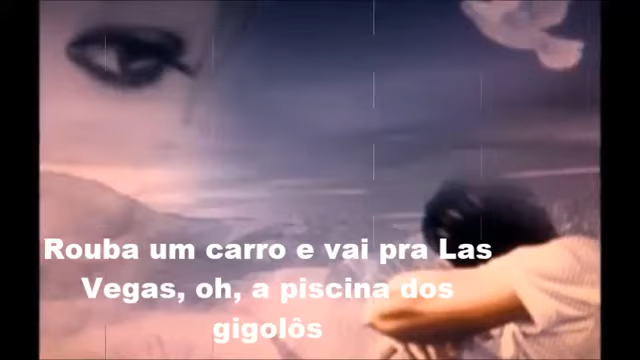 Rouba um carro e vai pra Las
Vegas, oh, a piscina dos
gigolôs